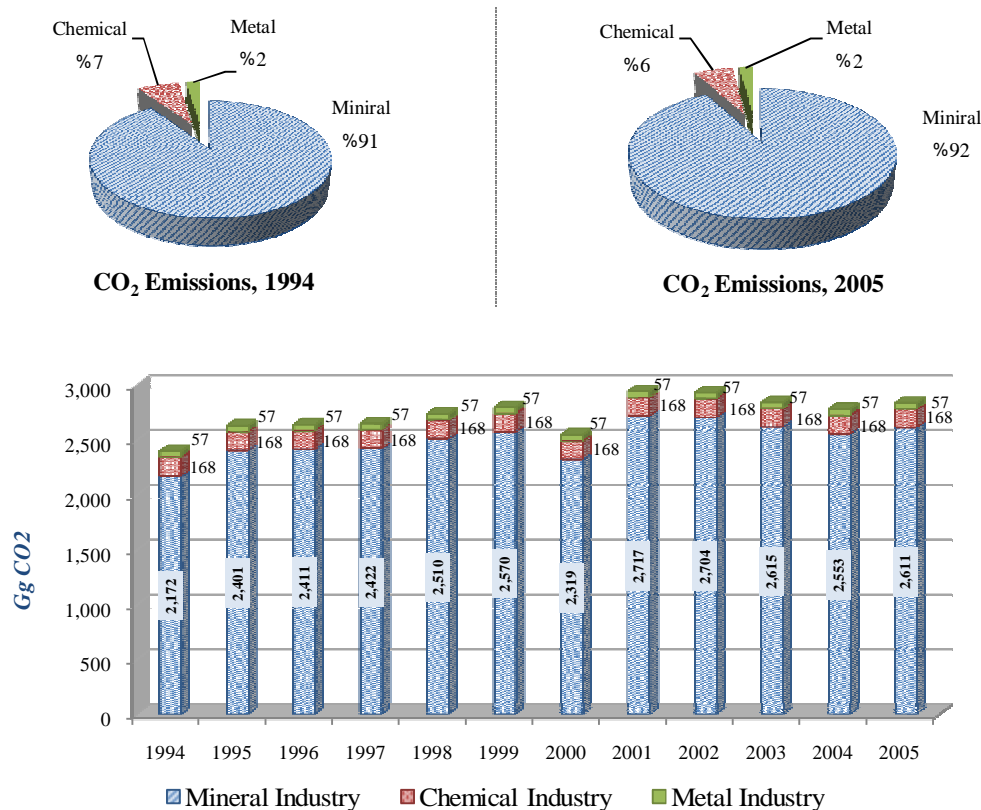 Chemical
%7
Metal
%2
Miniral
%91
CO₂ Emissions, 1994
Chemical
%6
Metal
%2
Miniral
%92
CO₂ Emissions, 2005
Gg CO2
3,000
2,500
2,000
1,500
1,000
500
0
57 57 57 57 57 57 57 57 57 57 57 57
168 168 168 168 168 168 168 168 168 168 168 168
2,172 2,401 2,411 2,422 2,510 2,570 2,319 2,717 2,704 2,615 2,553 2,611
1994 1995 1996 1997 1998 1999 2000 2001 2002 2003 2004 2005
Mineral Industry Chemical Industry Metal Industry